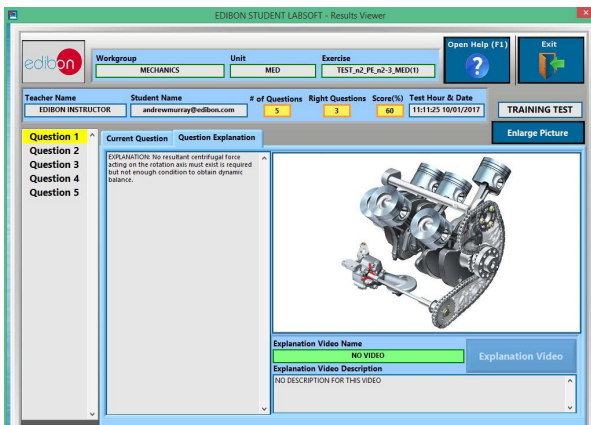 EDIBON STUDENT LABSOFT - Results Viewer
edibon
Workgroup
MECHANICS
Unit
MED
Exercise
TEST_n2_PE_n2-3_MED(1)
Open Help (F1)
?
Exit
Teacher Name
EDIBON INSTRUCTOR
Student Name
andrewmurray@edibon.com
# of Questions
5
Right Questions
3
Score(%)
60
Test Hour & Date
11:11:25 10/01/2017
TRAINING TEST
Enlarge Picture
Question 1
Question 2
Question 3
Question 4
Question 5
Current Question
Question Explanation
EXPLANATION: No resultant centrifugal force
acting on the rotation axis must exist is required
but not enough condition to obtain dynamic
balance.
Explanation Video Name
NO VIDEO
Explanation Video
Explanation Video Description
NO DESCRIPTION FOR THIS VIDEO